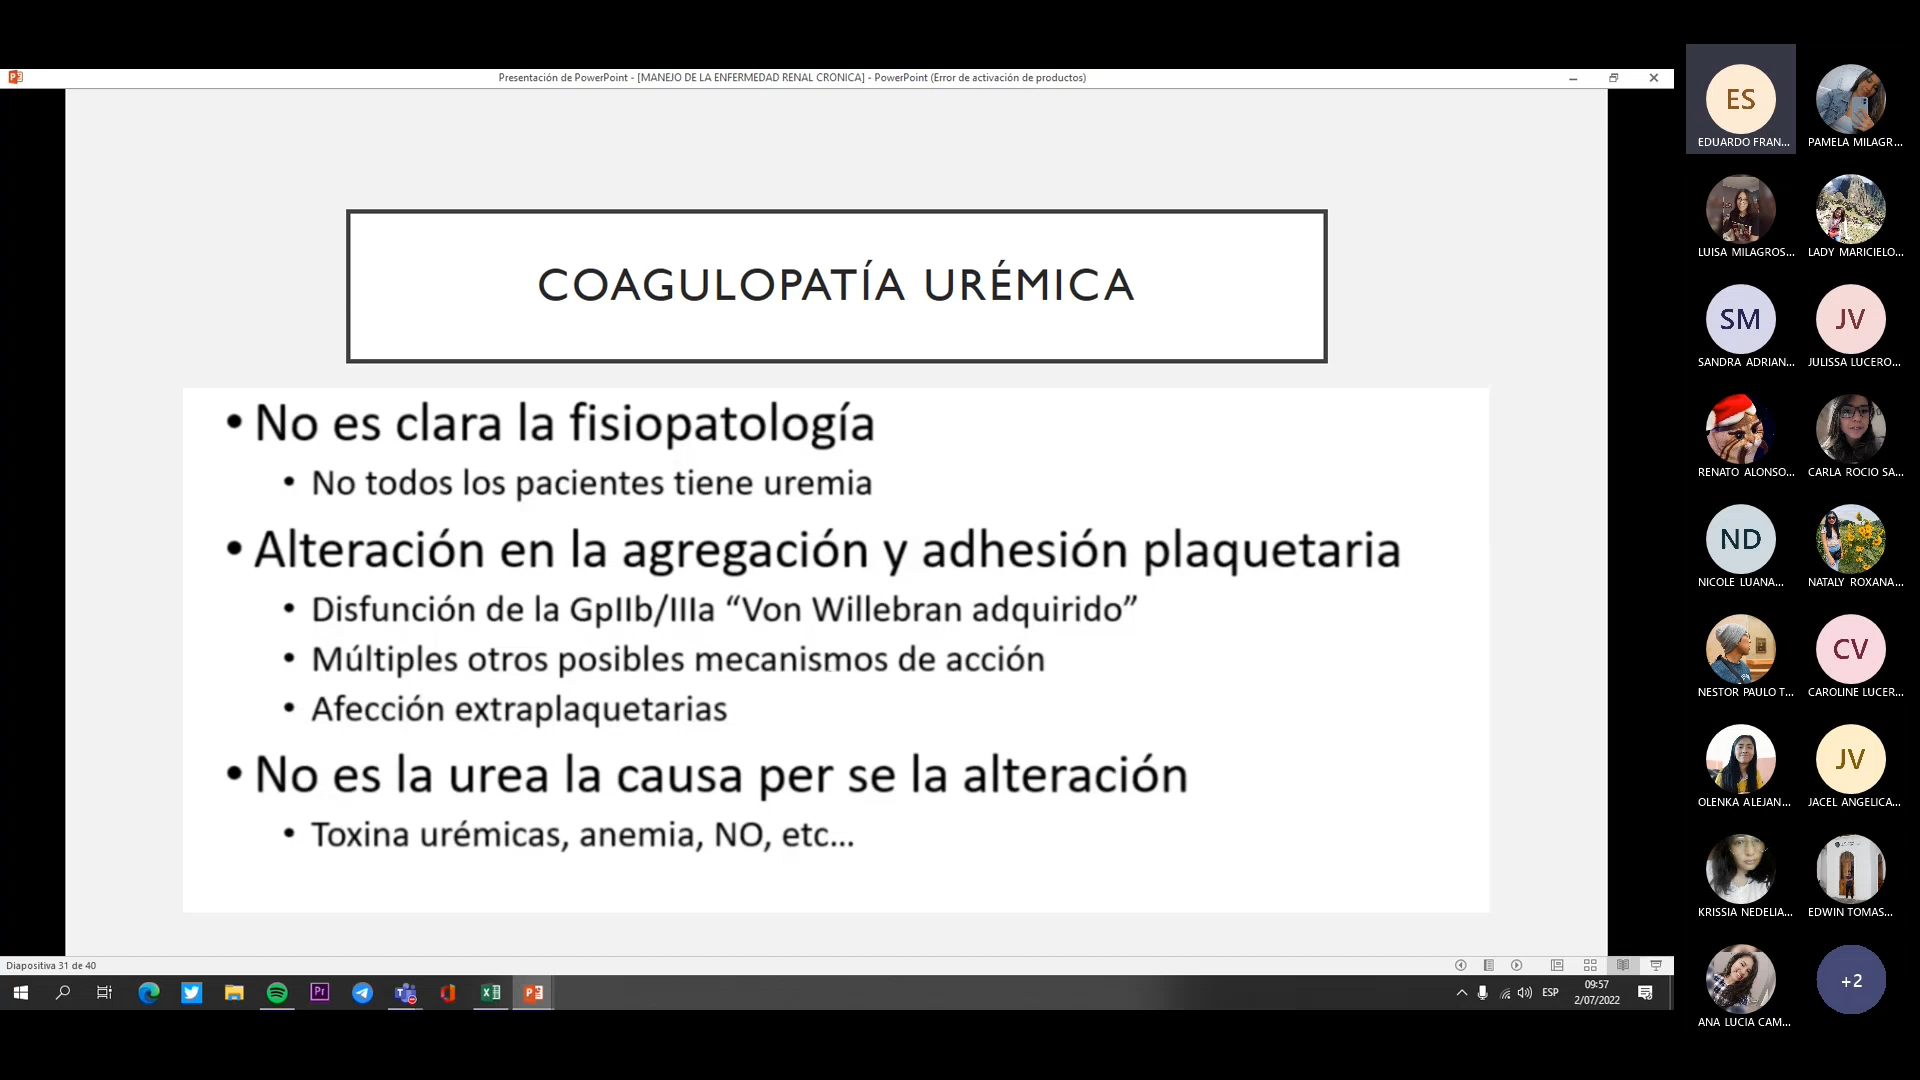 Presentación de PowerPoint - [MANEJO DE LA ENFERMEDAD RENAL CRONICA] - PowerPoint (Error de activación de productos)
COAGULOPATÍA URÉMICA
• No es clara la fisiopatología
• No todos los pacientes tiene uremia
• Alteración en la agregación y adhesión plaquetaria
• Disfunción de la GpIIb/IIIa “Von Willebran adquirido”
• Múltiples otros posibles mecanismos de acción
• Afección extraplaquetarias
• No es la urea la causa per se la alteración
• Toxina urémicas, anemia, NO, etc...
Diapositiva 31 de 40
Pr
ESP
09:57
2/07/2022
ES
EDUARDO FRAN...
PAMELA MILAGR...
LUISA MILAGROS...
LADY MARICIELO...
SM
SANDRA ADRIAN...
JV
JULISSA LUCERO...
RENATO ALONSO...
CARLA ROCIO SA...
ND
NICOLE LUANA...
NATALY ROXANA...
NESTOR PAULO T...
CV
CAROLINE LUCER...
OLENKA ALEJAN...
JV
JACEL ANGELICA...
KRISSIA NEDELIA...
EDWIN TOMAS...
ANA LUCIA CAM...
+2